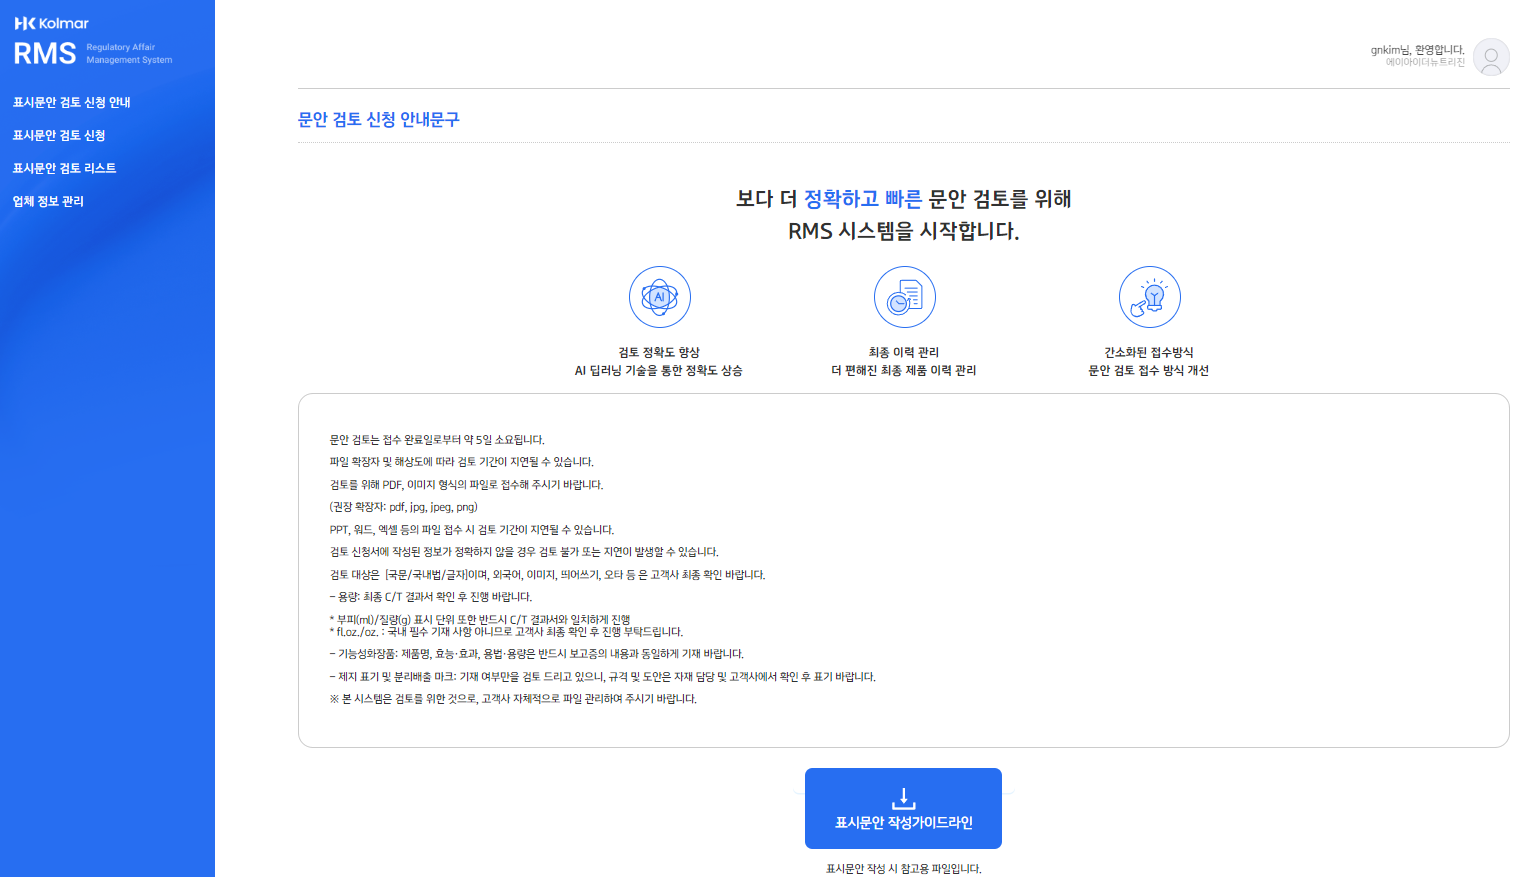 Kolmar
RMS Regulatory Affair
Management System
표시문안 검토 신청 안내
표시문안 검토 신청
표시문안 검토 리스트
업체 정보 관리
gnkim님, 환영합니다.
에이아이더뉴트리진
문안 검토 신청 안내문구
보다 더 정확하고 빠른 문안 검토를 위해
RMS 시스템을 시작합니다.
AI
검토 정확도 향상
AI 딥러닝 기술을 통한 정확도 상승
최종 이력 관리
더 편해진 최종 제품 이력 관리
간소화된 접수방식
문안 검토 접수 방식 개선
문안 검토는 접수 완료일로부터 약 5일 소요됩니다.
파일 확장자 및 해상도에 따라 검토 기간이 지연될 수 있습니다.
검토를 위해 PDF, 이미지 형식의 파일로 접수해 주시기 바랍니다.
(권장 확장자: pdf, jpg, jpeg, png)
PPT, 워드, 엑셀 등의 파일 접수 시 검토 기간이 지연될 수 있습니다.
검토 신청서에 작성된 정보가 정확하지 않을 경우 검토 불가 또는 지연이 발생할 수 있습니다.
검토 대상은 [국문/국내법/글자]이며, 외국어, 이미지, 띄어쓰기, 오타 등 은 고객사 최종 확인 바랍니다.
- 용량: 최종 C/T 결과서 확인 후 진행 바랍니다.
* 부피(ml)/질량(g) 표시 단위 또한 반드시 C/T 결과서와 일치하게 진행
* fl.oz./oz. : 국내 필수 기재 사항 아니므로 고객사 최종 확인 후 진행 부탁드립니다.
- 기능성화장품: 제품명, 효능·효과, 용법·용량은 반드시 보고증의 내용과 동일하게 기재 바랍니다.
- 제지 표기 및 분리배출 마크: 기재 여부만을 검토 드리고 있으니, 규격 및 도안은 자재 담당 및 고객사에서 확인 후 표기 바랍니다.
※ 본 시스템은 검토를 위한 것으로, 고객사 자체적으로 파일 관리하여 주시기 바랍니다.
표시문안 작성가이드라인
표시문안 작성 시 참고용 파일입니다.